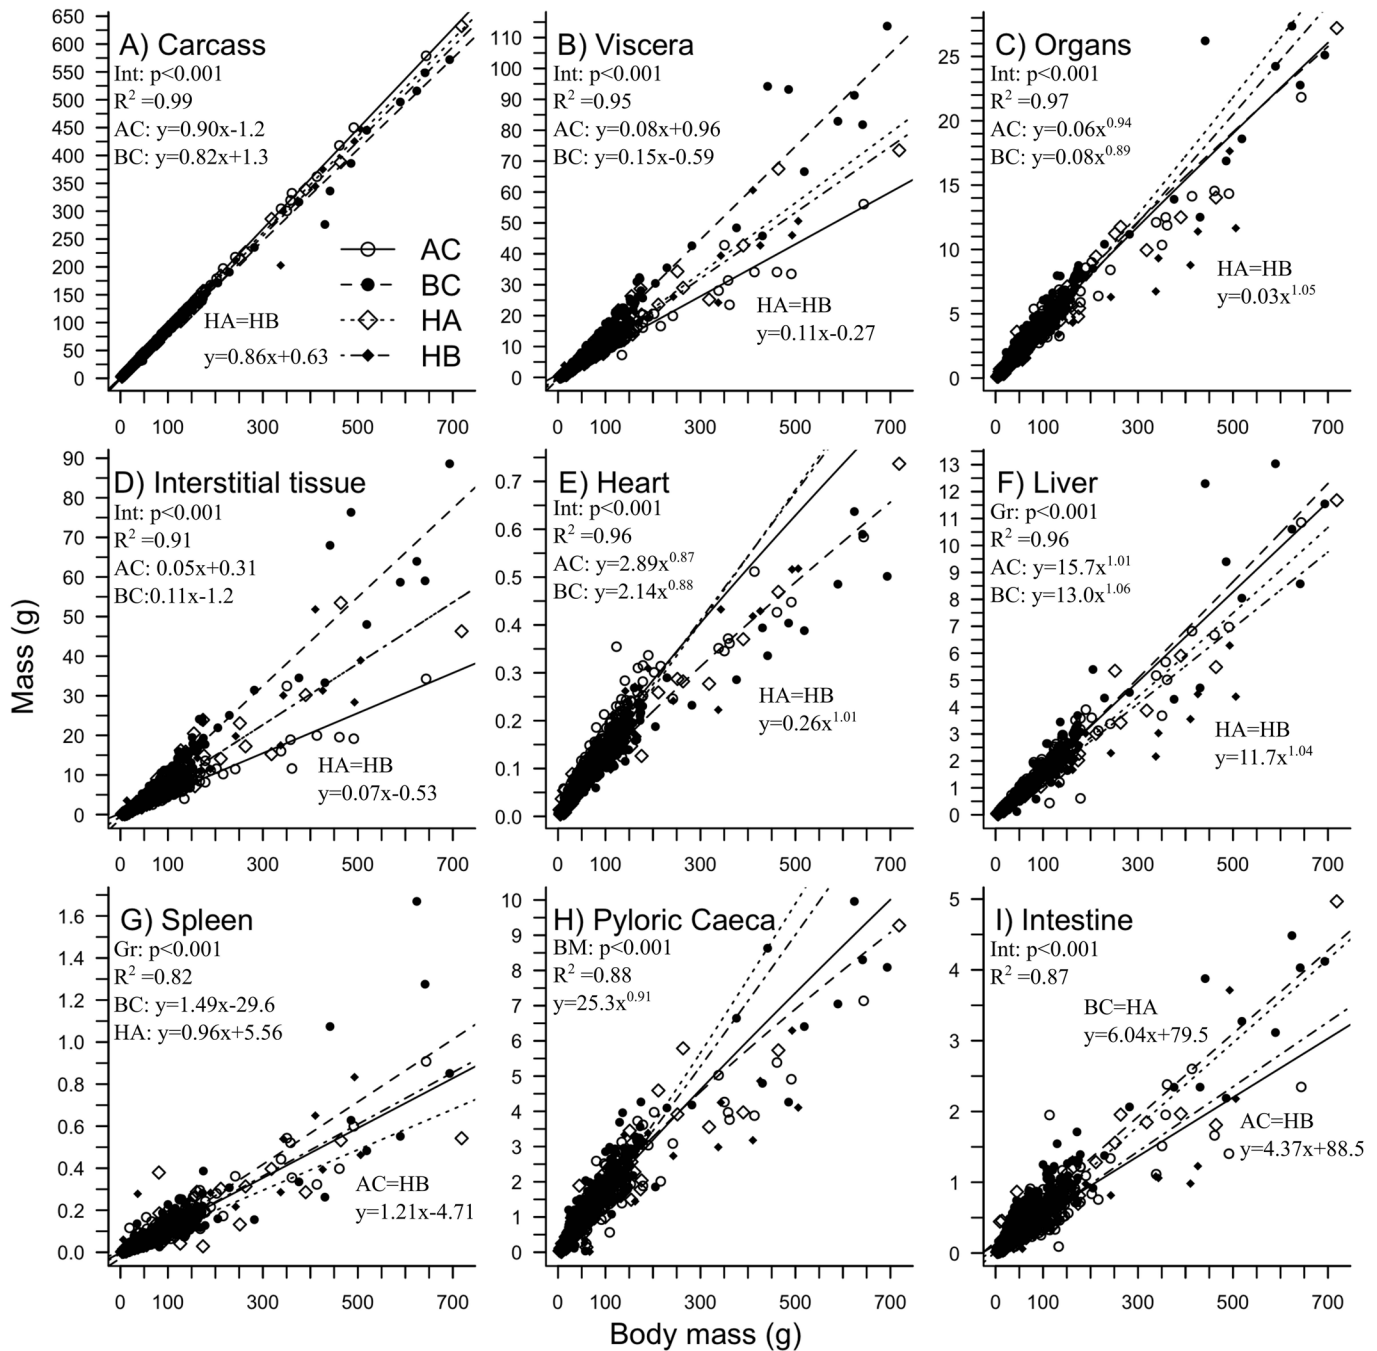 A) Carcass
Int: p<0.001
R² =0.99
AC: y=0.90x-1.2
BC: y=0.82x+1.3
AC
BC
HA
HB
HA=HB
y=0.86x+0.63
650
600
550
500
450
400
350
300
250
200
150
100
50
0
0 100 300 500 700
B) Viscera
Int: p<0.001
R² =0.95
AC: y=0.08x+0.96
BC: y=0.15x-0.59
HA=HB
y=0.11x-0.27
110
100
90
80
70
60
50
40
30
20
10
0
0 100 300 500 700
C) Organs
Int: p<0.001
R² =0.97
AC: y=0.06x^0.94
BC: y=0.08x^0.89
HA=HB
y=0.03x^1.05
25
20
15
10
5
0
0 100 300 500 700
D) Interstitial tissue
Int: p<0.001
R² =0.91
AC: 0.05x+0.31
BC:0.11x-1.2
HA=HB
y=0.07x-0.53
90
80
70
60
50
40
30
20
10
0
0 100 300 500 700
E) Heart
Int: p<0.001
R² =0.96
AC: y=2.89x^0.87
BC: y=2.14x^0.88
HA=HB
y=0.26x^1.01
0.7
0.6
0.5
0.4
0.3
0.2
0.1
0.0
0 100 300 500 700
F) Liver
Gr: p<0.001
R² =0.96
AC: y=15.7x^1.01
BC: y=13.0x^1.06
HA=HB
y=11.7x^1.04
13
12
11
10
9
8
7
6
5
4
3
2
1
0
0 100 300 500 700
G) Spleen
Gr: p<0.001
R² =0.82
BC: y=1.49x-29.6
HA: y=0.96x+5.56
AC=HB
y=1.21x-4.71
1.6
1.4
1.2
1.0
0.8
0.6
0.4
0.2
0.0
0 100 300 500 700
H) Pyloric Caeca
BM: p<0.001
R² =0.88
y=25.3x^0.91
10
9
8
7
6
5
4
3
2
1
0
0 100 300 500 700
I) Intestine
Int: p<0.001
R² =0.87
BC=HA
y=6.04x+79.5
AC=HB
y=4.37x+88.5
5
4
3
2
1
0
0 100 300 500 700
Mass (g)
Body mass (g)